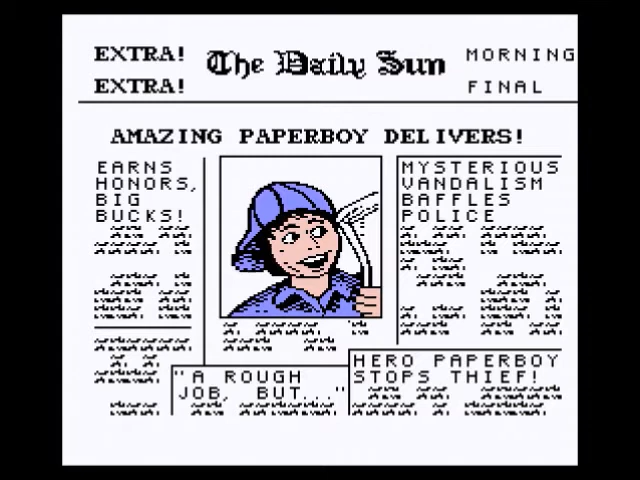 EXTRA!
EXTRA!
The Daily Sun
MORNING
FINAL
AMAZING PAPERBOY DELIVERS!
EARNS
HONORS,
BIG
BUCKS!
MYSTERIOUS
VANDALISM
BAFFLES
POLICE
"A ROUGH
JOB, BUT..."
HERO PAPERBOY
STOPS THIEF!